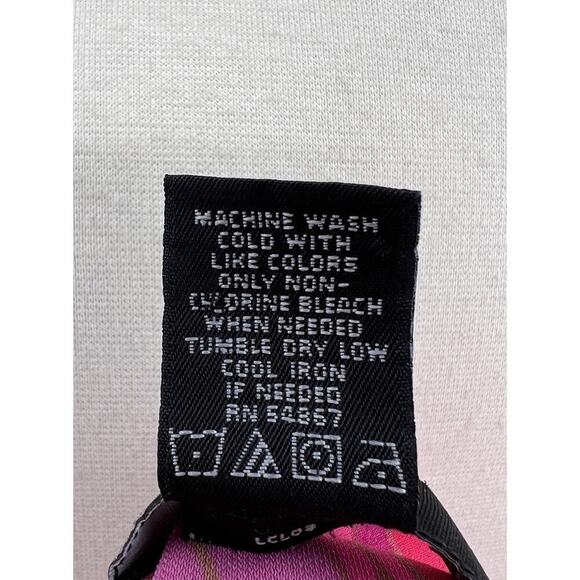 MACHINE WASH
COLD WITH
LIKE COLORS
ONLY NON-
CHLORINE BLEACH
WHEN NEEDED
TUMBLE DRY LOW
COOL IRON
IF NEEDED
RN 54867